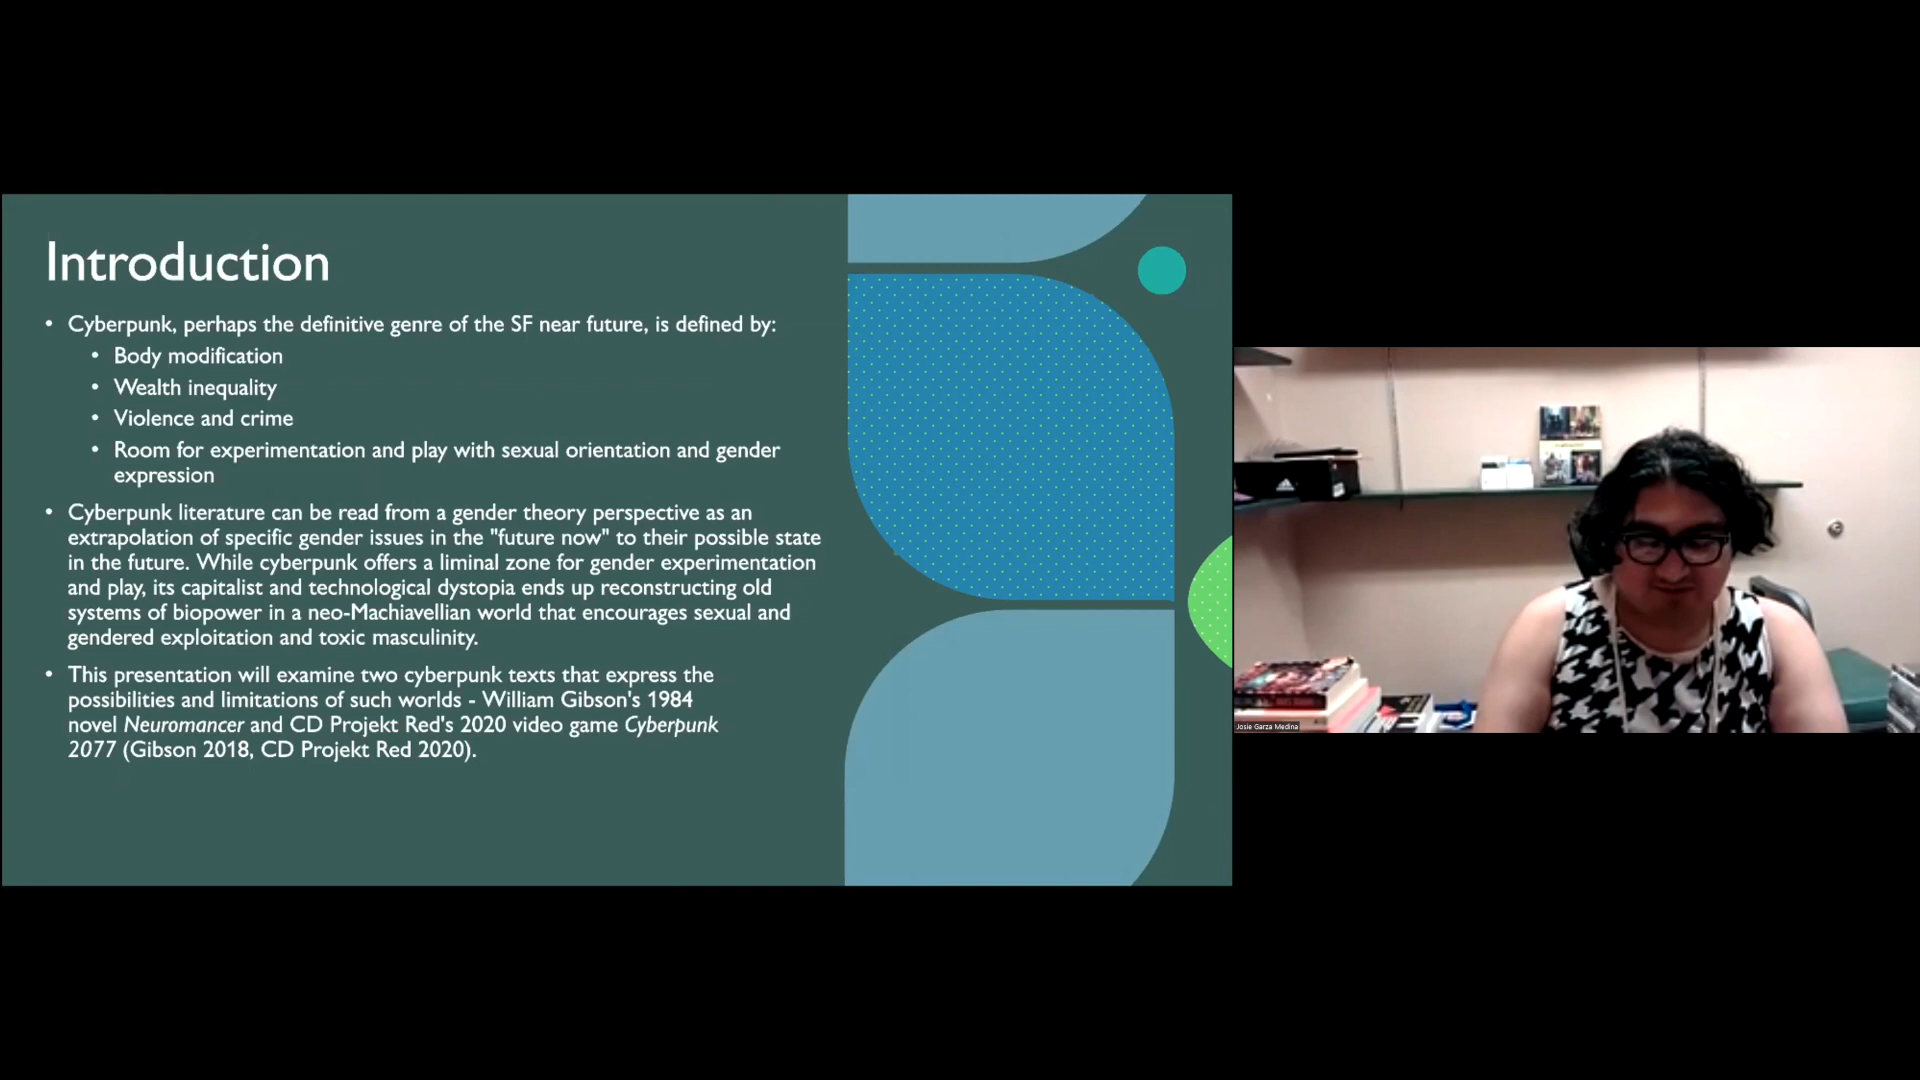 Introduction
• Cyberpunk, perhaps the definitive genre of the SF near future, is defined by:
• Body modification
• Wealth inequality
• Violence and crime
• Room for experimentation and play with sexual orientation and gender
expression
• Cyberpunk literature can be read from a gender theory perspective as an
extrapolation of specific gender issues in the "future now" to their possible state
in the future. While cyberpunk offers a liminal zone for gender experimentation
and play, its capitalist and technological dystopia ends up reconstructing old
systems of biopower in a neo-Machiavellian world that encourages sexual and
gendered exploitation and toxic masculinity.
• This presentation will examine two cyberpunk texts that express the
possibilities and limitations of such worlds - William Gibson's 1984
novel Neuromancer and CD Projekt Red's 2020 video game Cyberpunk
2077 (Gibson 2018, CD Projekt Red 2020).
adidas
Josie Garza Medina